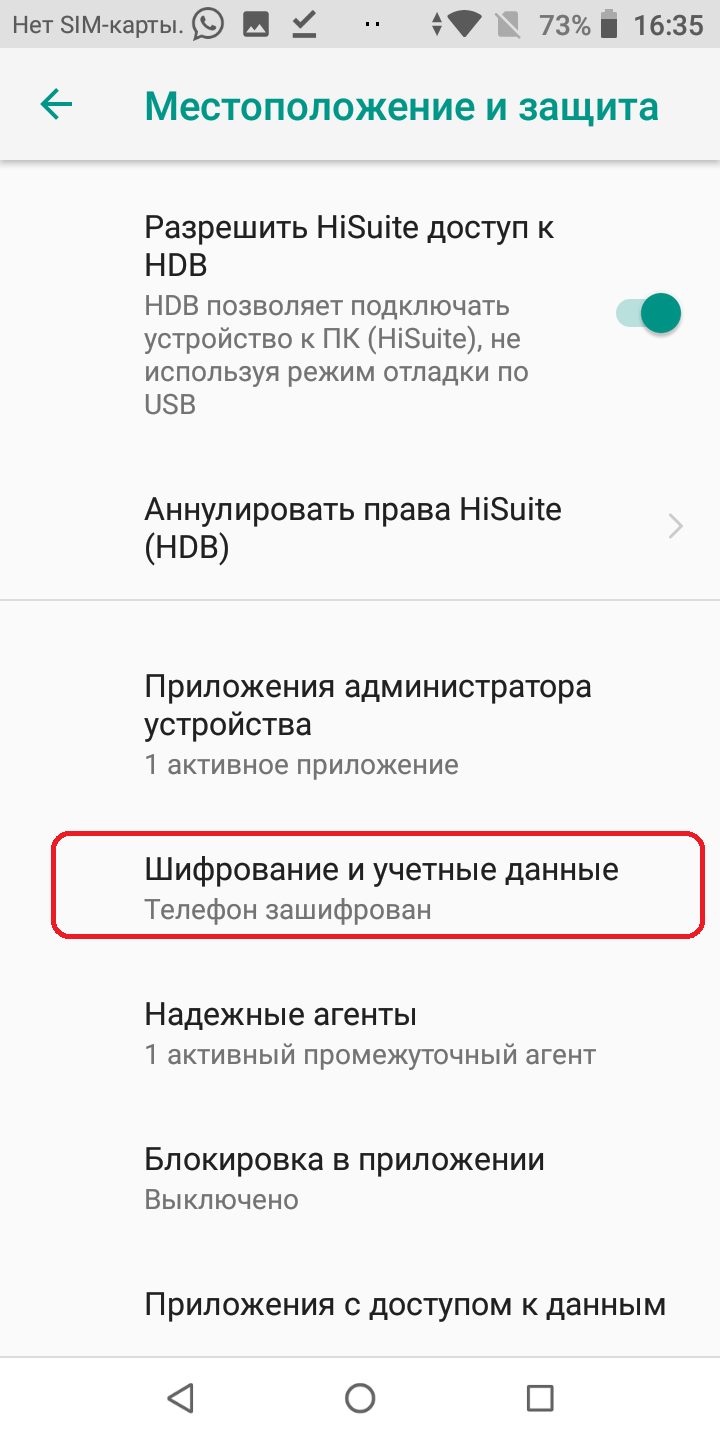 Нет SIM-карты. 73% 16:35
Местоположение и защита
Разрешить HiSuite доступ к
HDB
HDB позволяет подключать
устройство к ПК (HiSuite), не
используя режим отладки по
USB
Аннулировать права HiSuite
(HDB)
Приложения администратора
устройства
1 активное приложение
Шифрование и учетные данные
Телефон зашифрован
Надежные агенты
1 активный промежуточный агент
Блокировка в приложении
Выключено
Приложения с доступом к данным